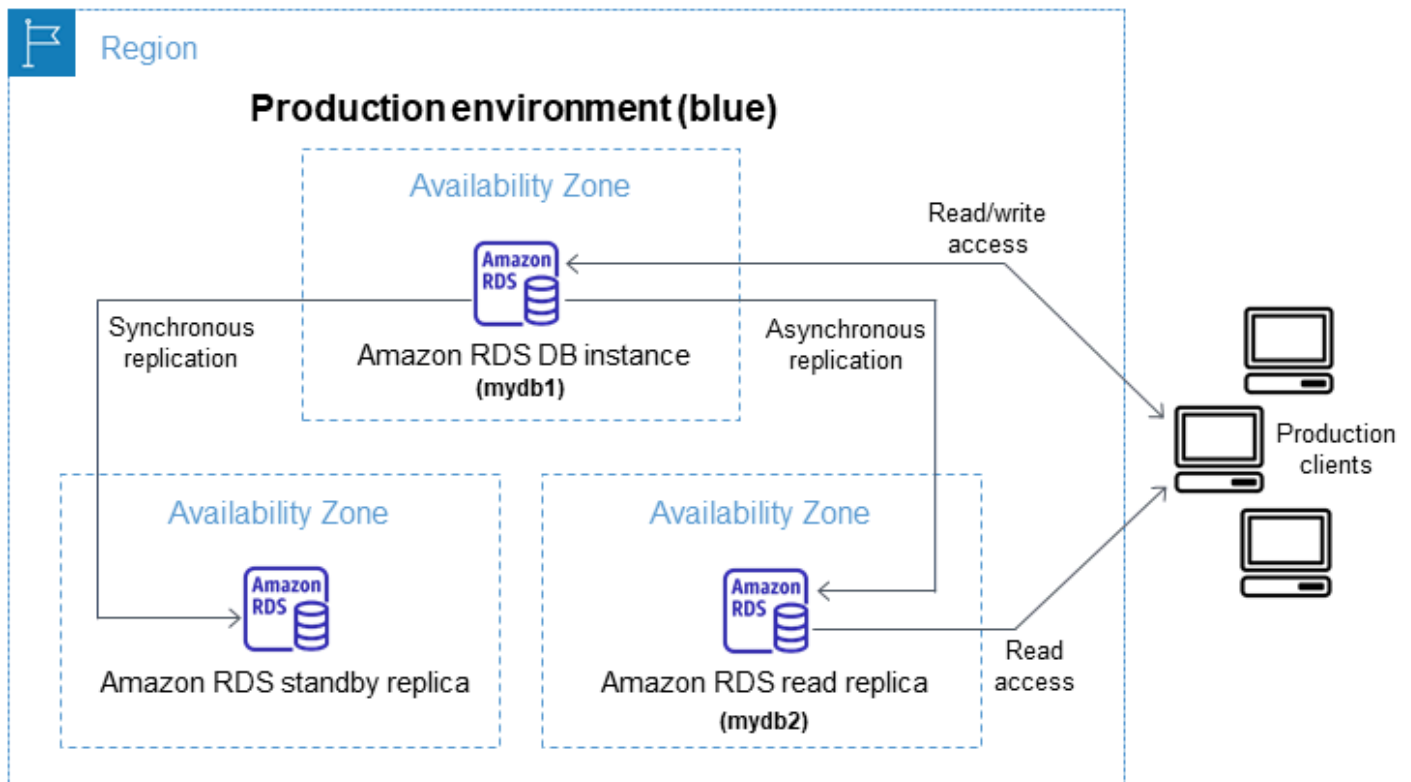 Region
Production environment (blue)
Availability Zone
Read/write
access
Amazon
RDS
Synchronous
replication
Asynchronous
replication
Amazon RDS DB instance
(mydb1)
Production
clients
Availability Zone
Availability Zone
Amazon
RDS
Amazon
RDS
Read
access
Amazon RDS standby replica
Amazon RDS read replica
(mydb2)